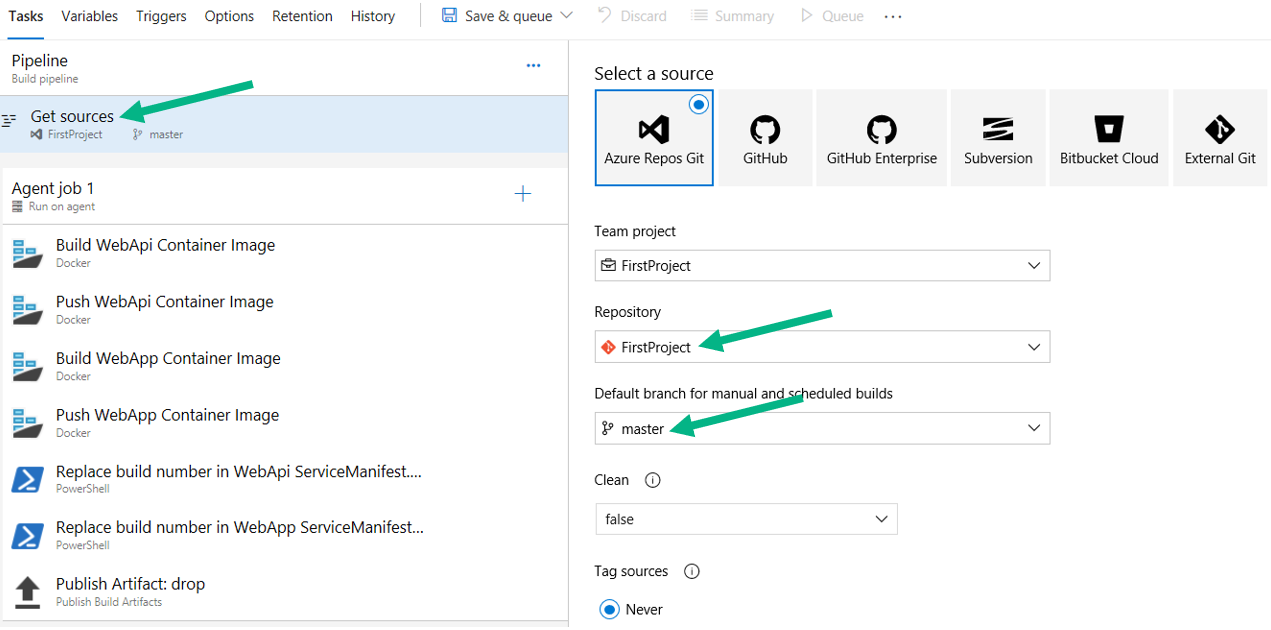 Tasks Variables Triggers Options Retention History Save & queue Discard Summary Queue ...
Pipeline
Build pipeline
Get sources
FirstProject master
Agent job 1
Run on agent
Build WebApi Container Image
Docker
Push WebApi Container Image
Docker
Build WebApp Container Image
Docker
Push WebApp Container Image
Docker
Replace build number in WebApi ServiceManifest....
PowerShell
Replace build number in WebApp ServiceManifest...
PowerShell
Publish Artifact: drop
Publish Build Artifacts
Select a source
Azure Repos Git GitHub GitHub Enterprise Subversion Bitbucket Cloud External Git
Team project
FirstProject
Repository
FirstProject
Default branch for manual and scheduled builds
master
Clean
false
Tag sources
Never